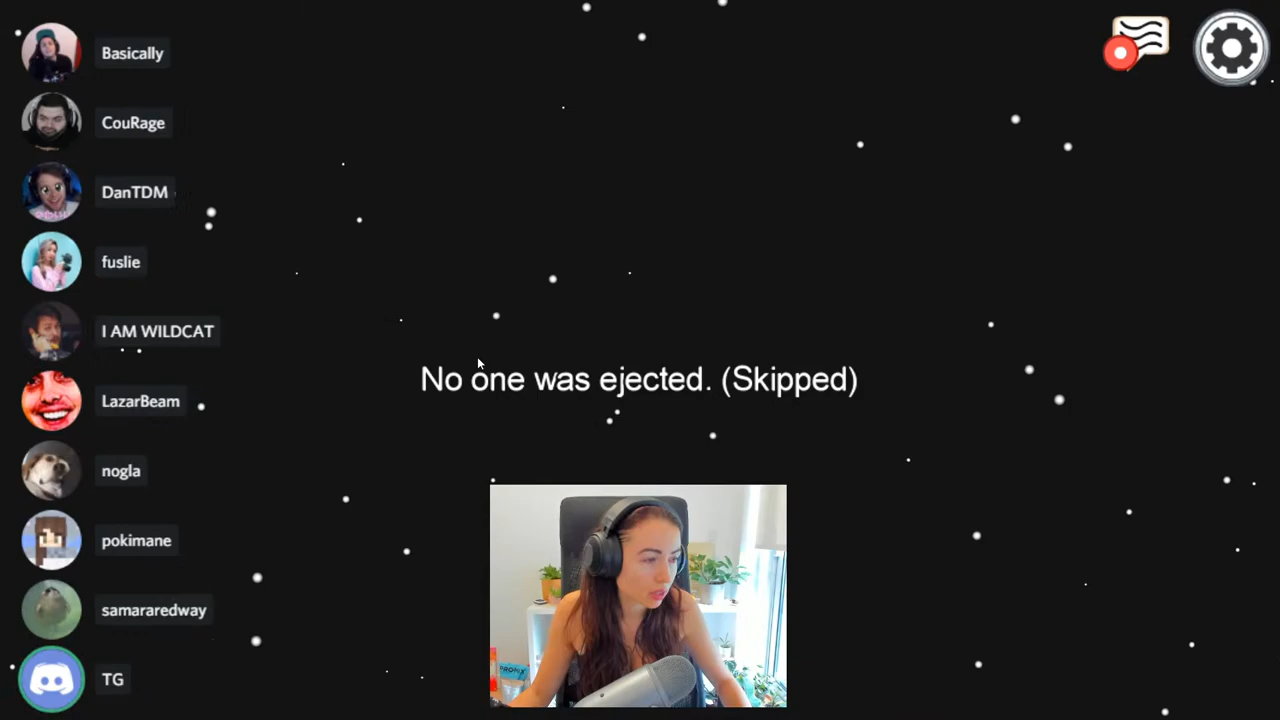 Basically
CouRage
DanTDM
fuslie
I AM WILDCAT
LazarBeam
nogla
pokimane
samararedway
TG
No one was ejected. (Skipped)